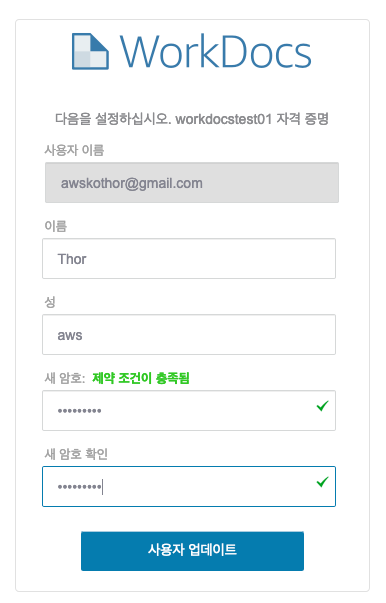 WorkDocs
다음을 설정하십시오. workdocstest01 자격 증명
사용자 이름
awskothor@gmail.com
이름
Thor
성
aws
새 암호: 제약 조건이 충족됨
•••••••••
새 암호 확인
•••••••••
사용자 업데이트